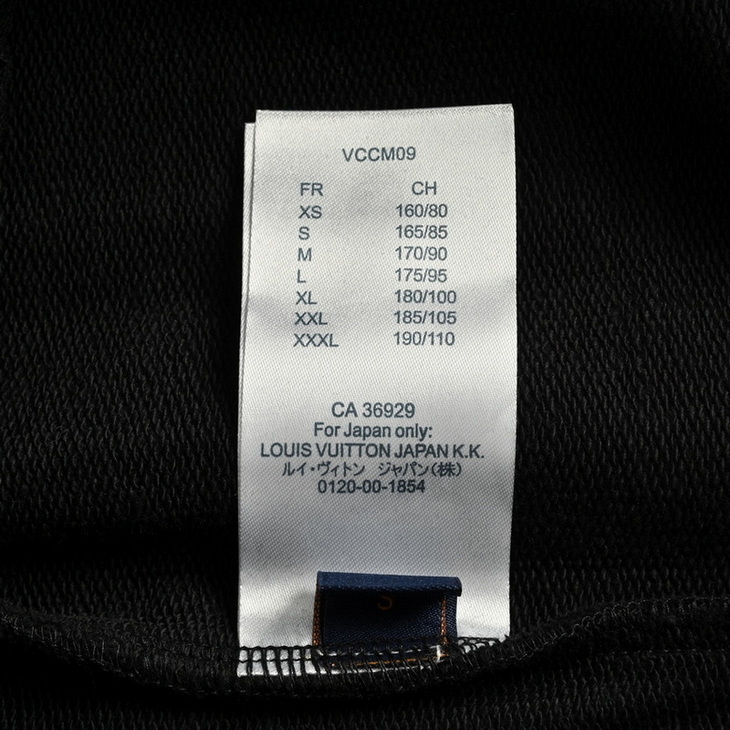 VCCM09
FR CH
XS 160/80
S 165/85
M 170/90
L 175/95
XL 180/100
XXL 185/105
XXXL 190/110
CA 36929
For Japan only:
LOUIS VUITTON JAPAN K.K.
ルイ・ヴィトン ジャパン(株)
0120-00-1854
S